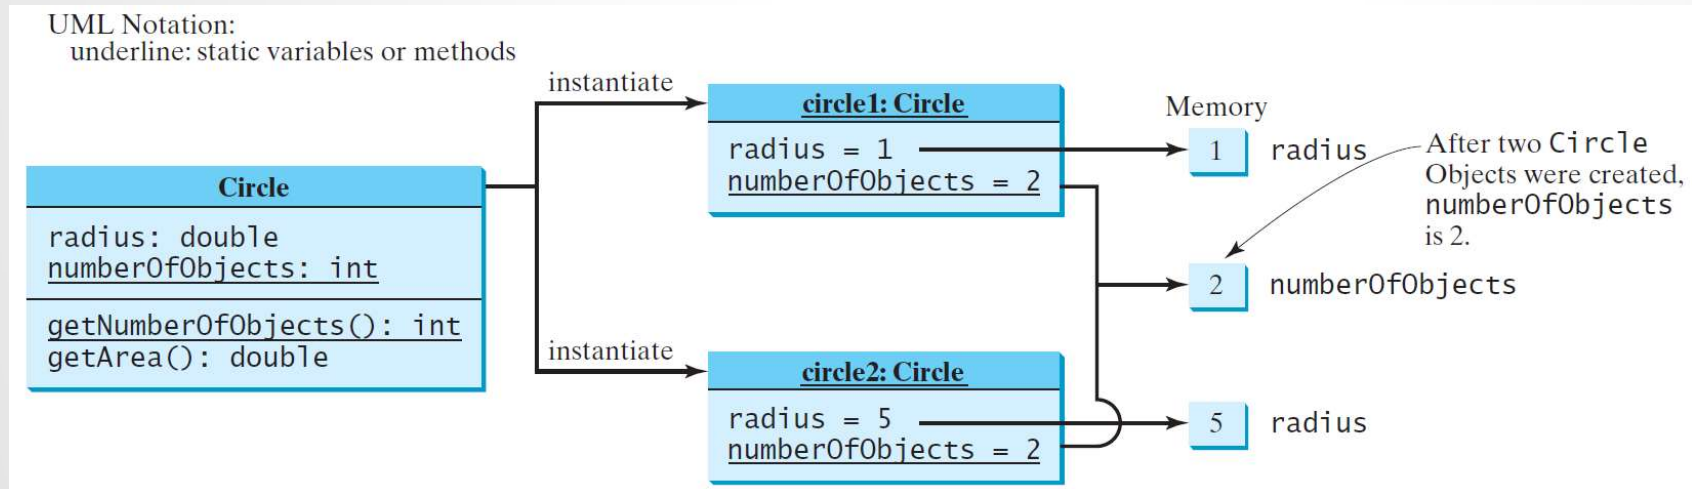 UML Notation:
underline: static variables or methods
instantiate
circle1: Circle
radius = 1
numberOfObjects = 2
Memory
1 radius
After two Circle
Objects were created,
numberOfObjects
is 2.
Circle
radius: double
numberOfObjects: int
getNumberOfObjects(): int
getArea(): double
2 numberOfObjects
instantiate
circle2: Circle
radius = 5
numberOfObjects = 2
5 radius